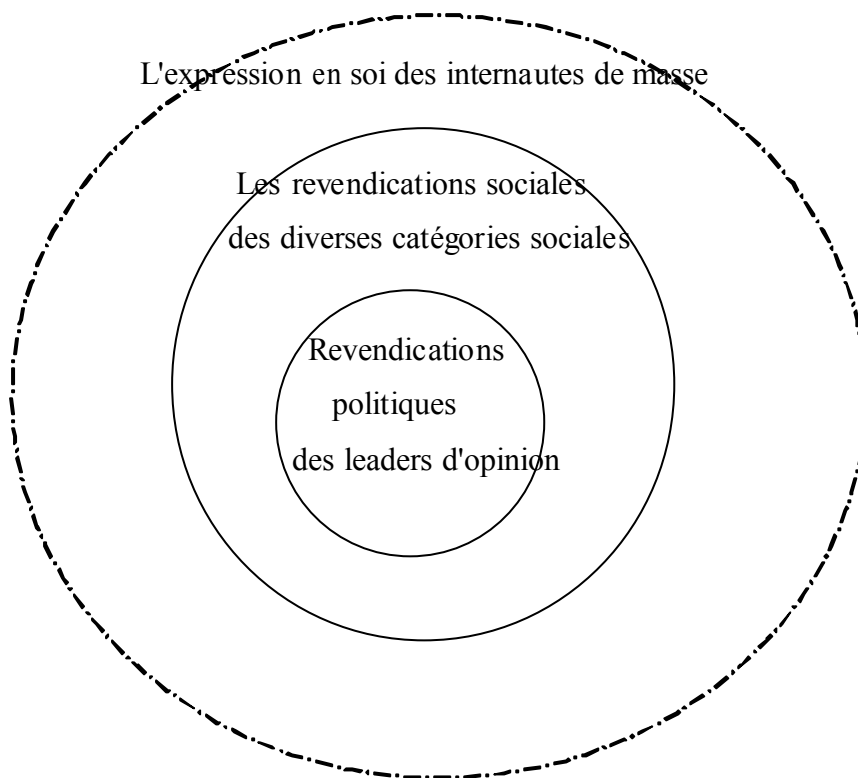 L'expression en soi des internautes de masse
Les revendications sociales
des diverses catégories sociales
Revendications
politiques
des leaders d'opinion